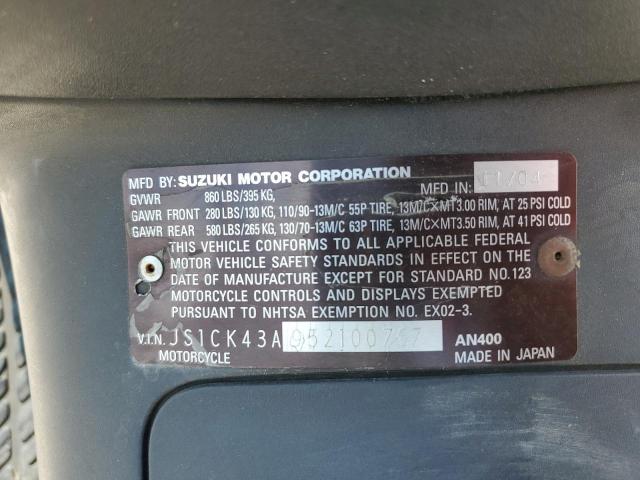 MFD BY: SUZUKI MOTOR CORPORATION
GVWR 860 LBS/395 KG, MFD IN: 11/04
GAWR FRONT 280 LBS/130 KG, 110/90-13M/C 55P TIRE, 13M/C×MT3.00 RIM, AT 25 PSI COLD
GAWR REAR 580 LBS/265 KG, 130/70-13M/C 63P TIRE, 13M/C×MT3.50 RIM, AT 41 PSI COLD
THIS VEHICLE CONFORMS TO ALL APPLICABLE FEDERAL
MOTOR VEHICLE SAFETY STANDARDS IN EFFECT ON THE
DATE OF MANUFACTURE EXCEPT FOR STANDARD NO.123
MOTORCYCLE CONTROLS AND DISPLAYS EXEMPTED
PURSUANT TO NHTSA EXEMPTION NO. EX02-3.
V.I.N. AN400
MOTORCYCLE MADE IN JAPAN